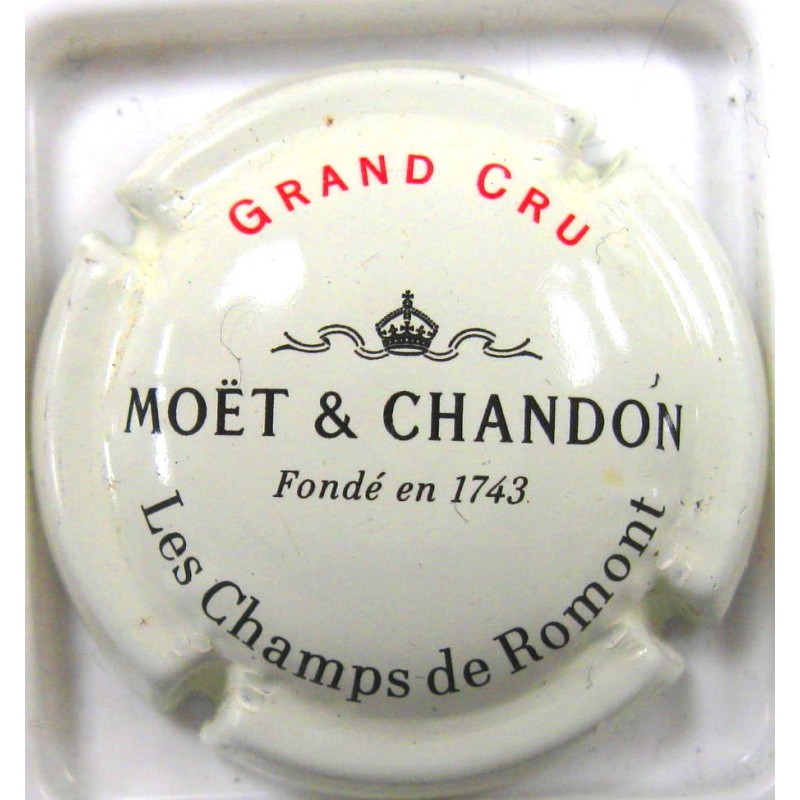 GRAND CRU
MOËT & CHANDON
Fondé en 1743
Les Champs de Romont